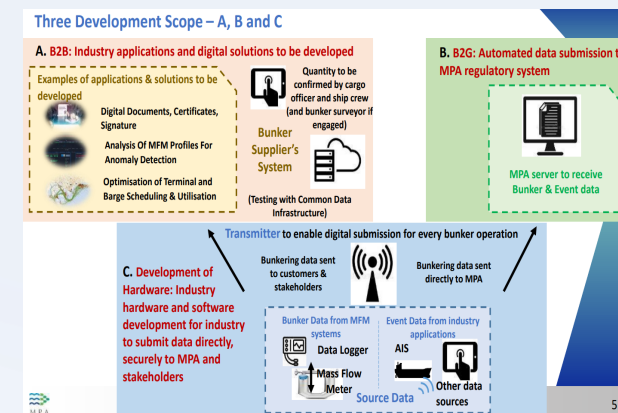 Three Development Scope – A, B and C
A. B2B: Industry applications and digital solutions to be developed
Examples of applications & solutions to be
developed
Digital Documents, Certificates,
Signature
Analysis Of MFM Profiles For
Anomaly Detection
Optimisation of Terminal and
Barge Scheduling & Utilisation
Quantity to be
confirmed by cargo
officer and ship crew
(and bunker surveyor if
engaged)
Bunker
Supplier's
System
(Testing with Common Data
Infrastructure)
B. B2G: Automated data submission t
MPA regulatory system
MPA server to receive
Bunker & Event data
Transmitter to enable digital submission for every bunker operation
Bunkering data sent
to customers &
stakeholders
Bunkering data sent
directly to MPA
C. Development of
Hardware: Industry
hardware and software
development for industry
to submit data directly,
securely to MPA and
stakeholders
Bunker Data from MFM
systems
Data Logger
Mass Flow
Meter
Event Data from industry
applications
AIS
Other data
sources
Source Data
MPA
5